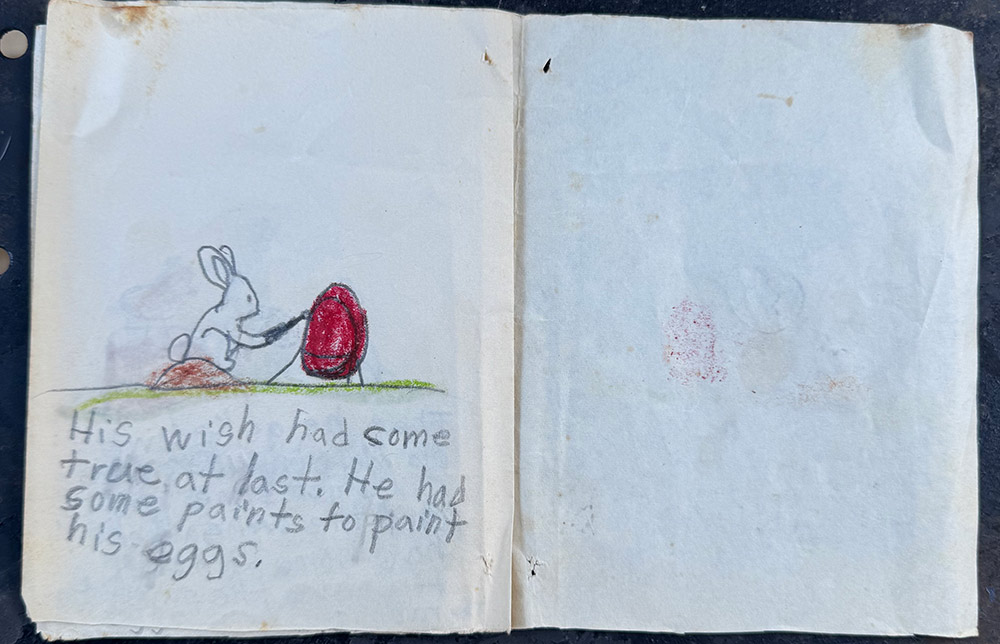 His wish had come
true at last. He had
some paints to paint
his eggs.